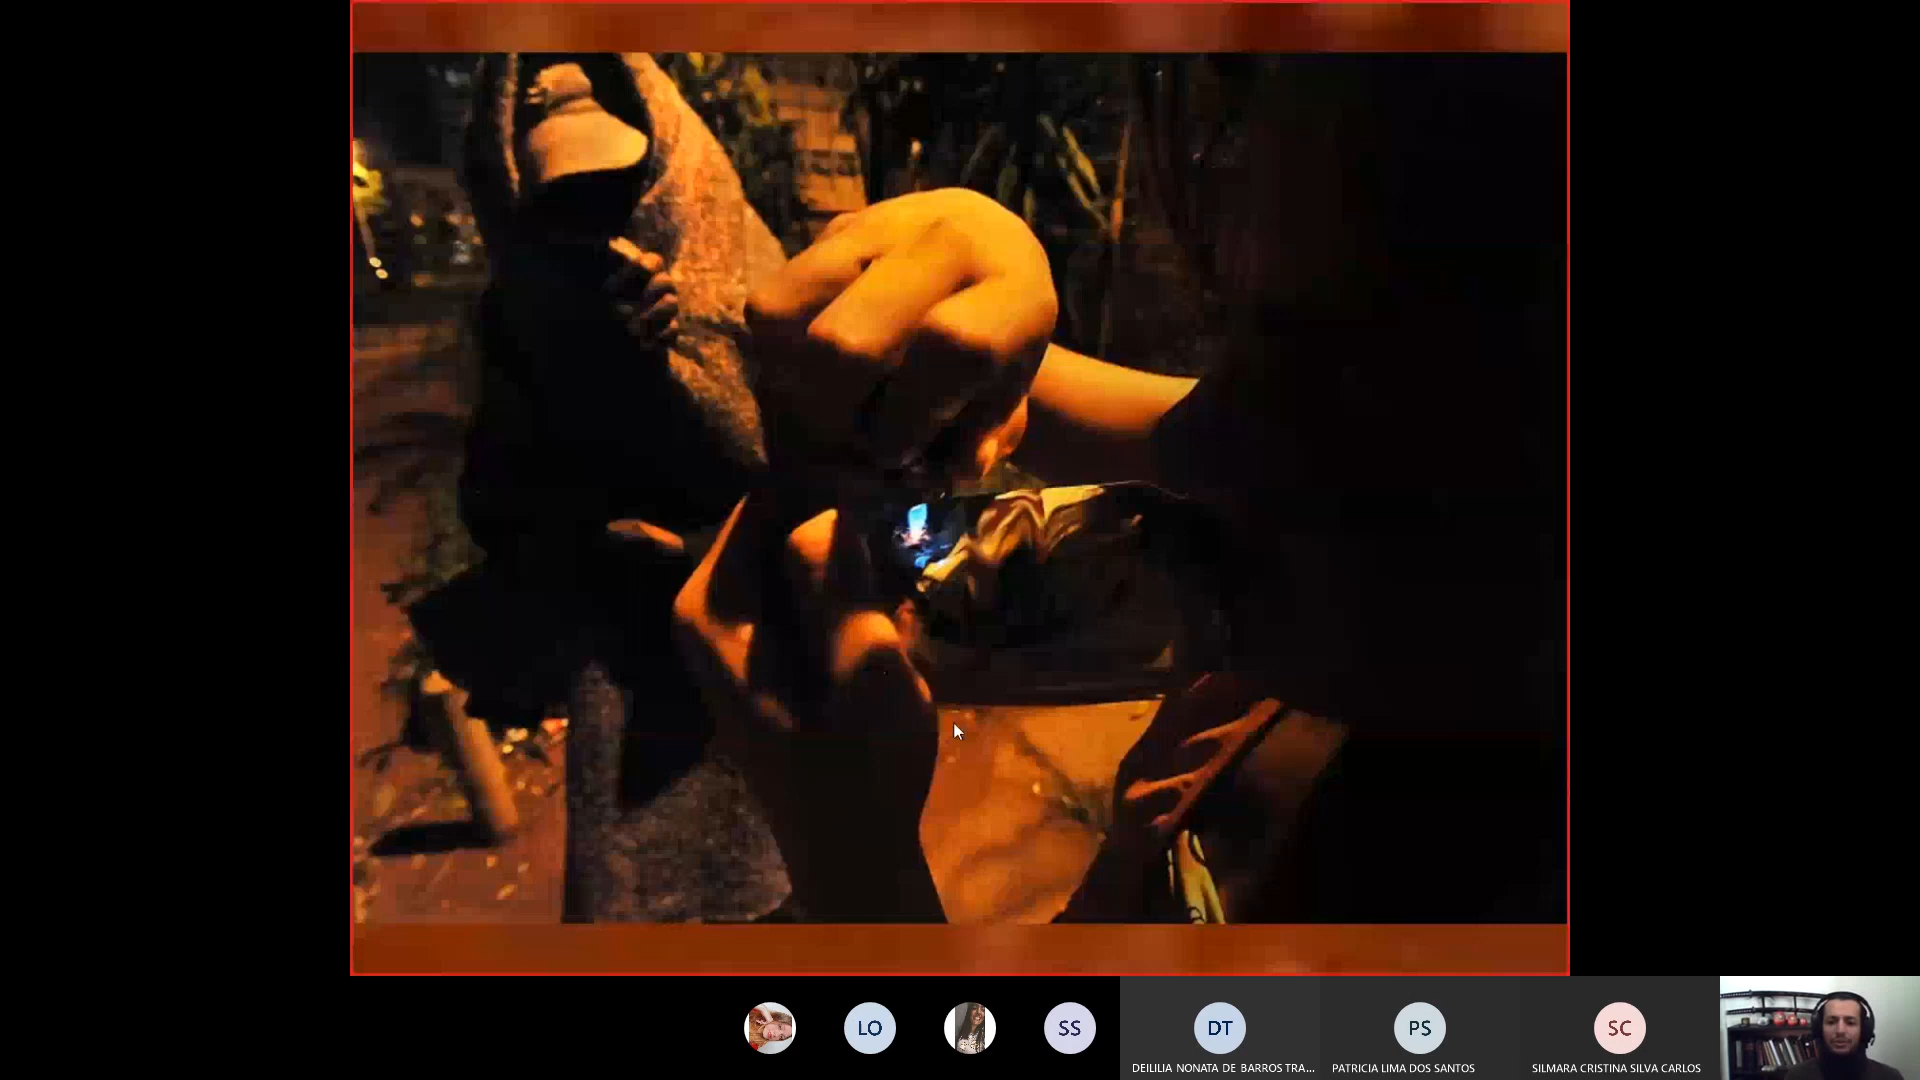 LO
SS
DT
PS
SC
DEILILIA NONATA DE BARROS TRA...
PATRICIA LIMA DOS SANTOS
SILMARA CRISTINA SILVA CARLOS